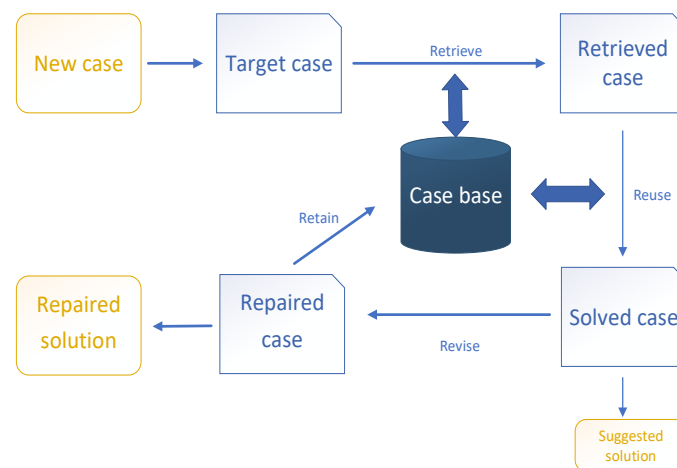 New case
Target case
Retrieve
Retrieved
case
Case base
Reuse
Retain
Repaired
solution
Repaired
case
Revise
Solved case
Suggested
solution